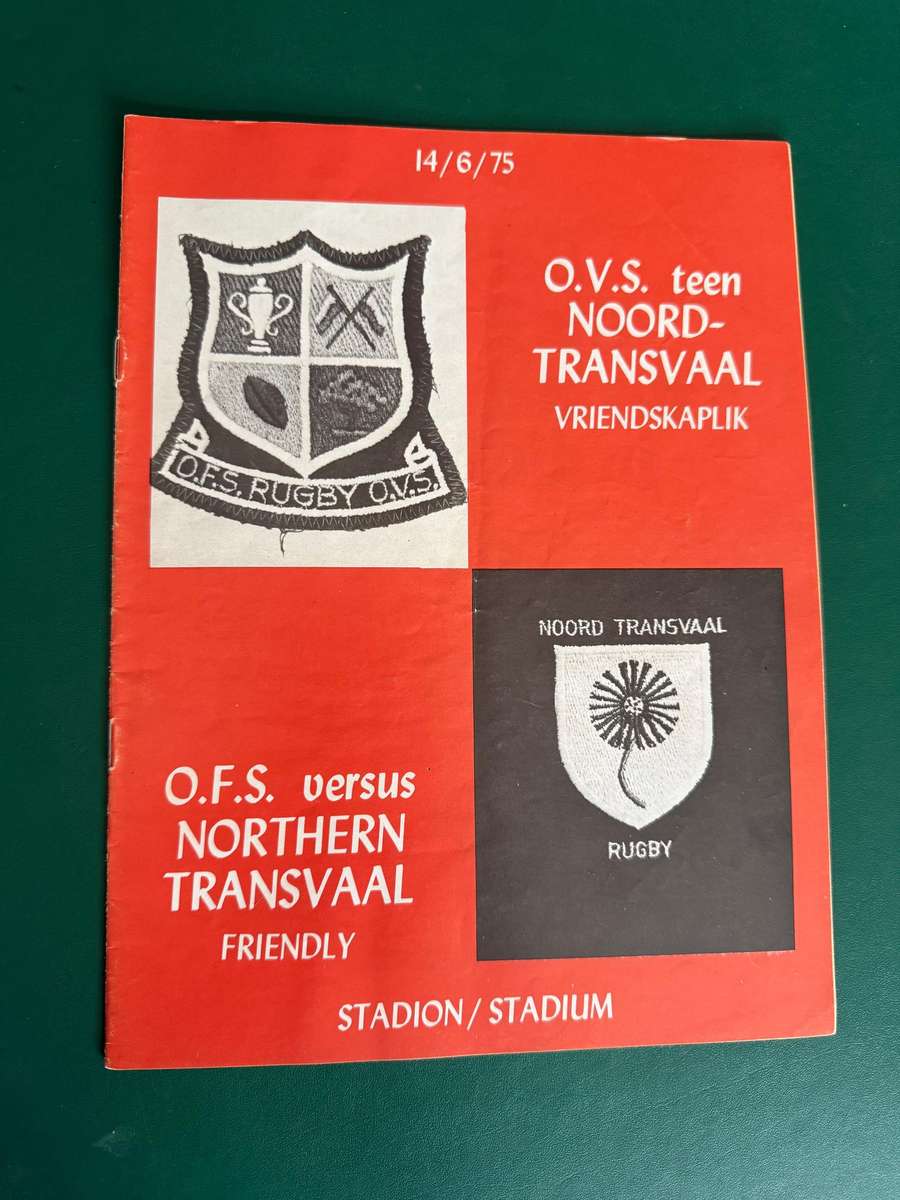 14/6/75
O.V.S. teen
NOORD-
TRANSVAAL
VRIENDSKAPLIK
O.F.S. RUGBY O.V.S.
NOORD TRANSVAAL
RUGBY
O.F.S. versus
NORTHERN
TRANSVAAL
FRIENDLY
STADION/STADIUM